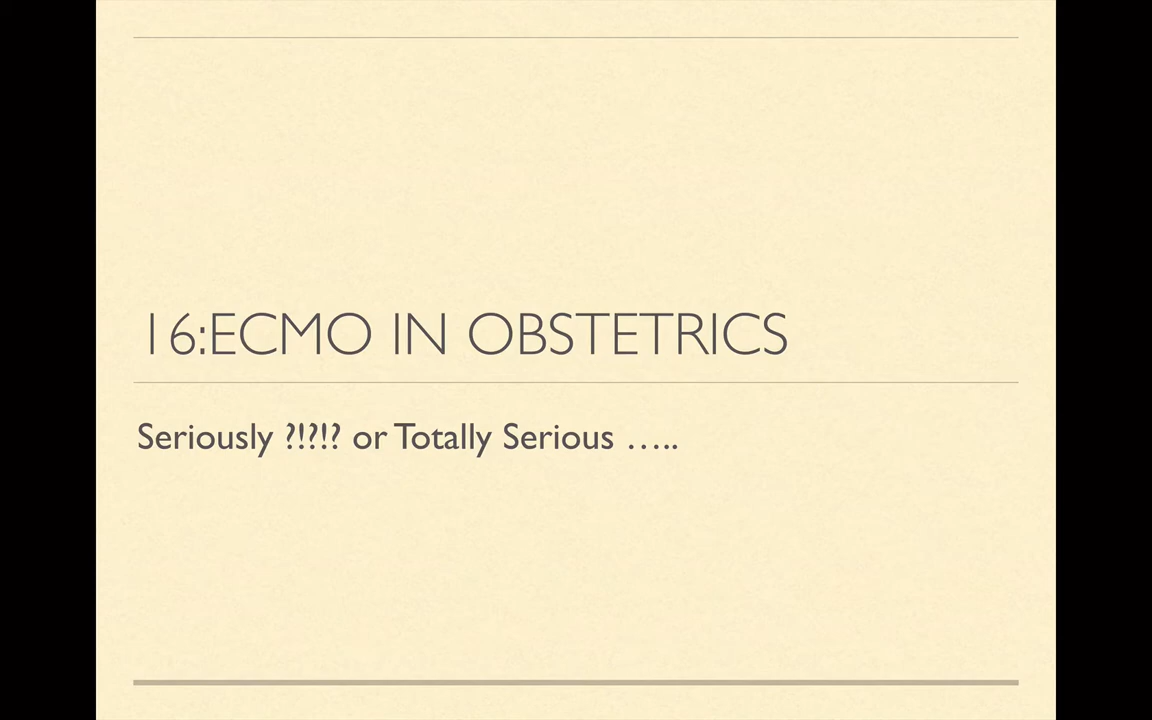 16:ECMO IN OBSTETRICS
Seriously ?!?!? or Totally Serious …..